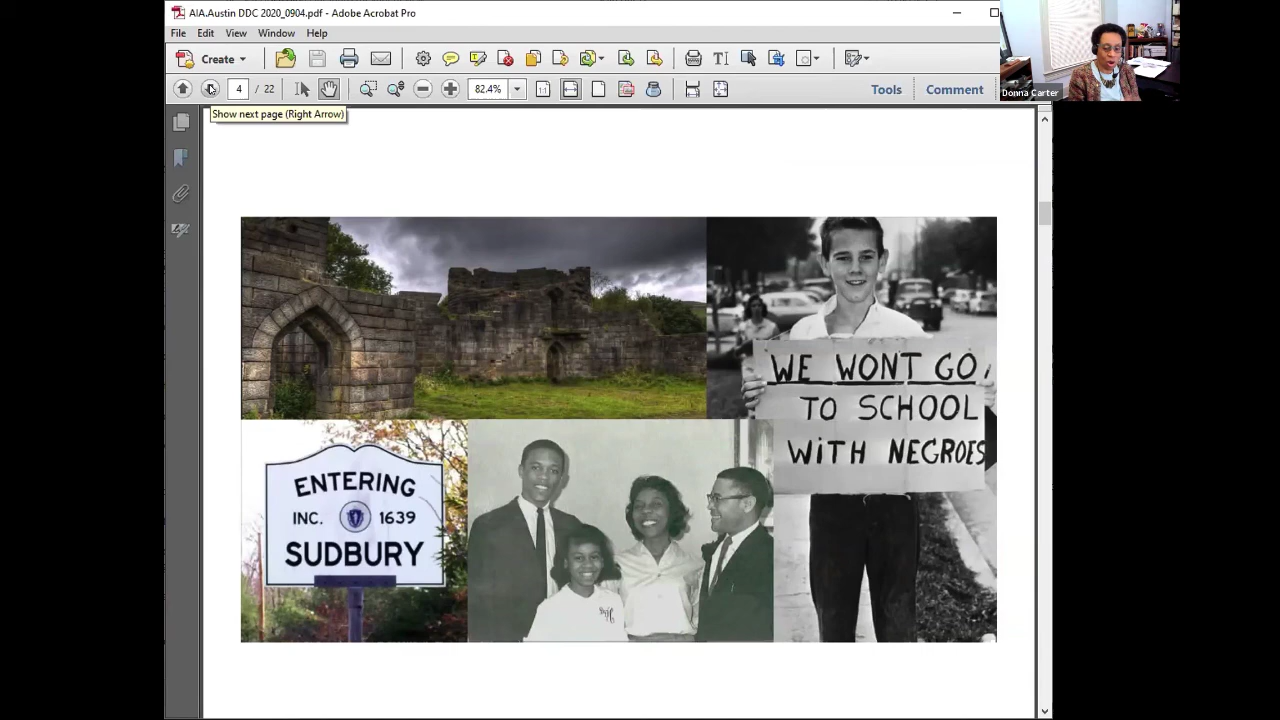 AIA.Austin DDC 2020_0904.pdf - Adobe Acrobat Pro
File Edit View Window Help
Create
4 / 22
82.4%
Tools Comment
Show next page (Right Arrow)
Donna Carter
WE WONT GO
TO SCHOOL
WiTH NEGROES
ENTERING
INC. 1639
SUDBURY